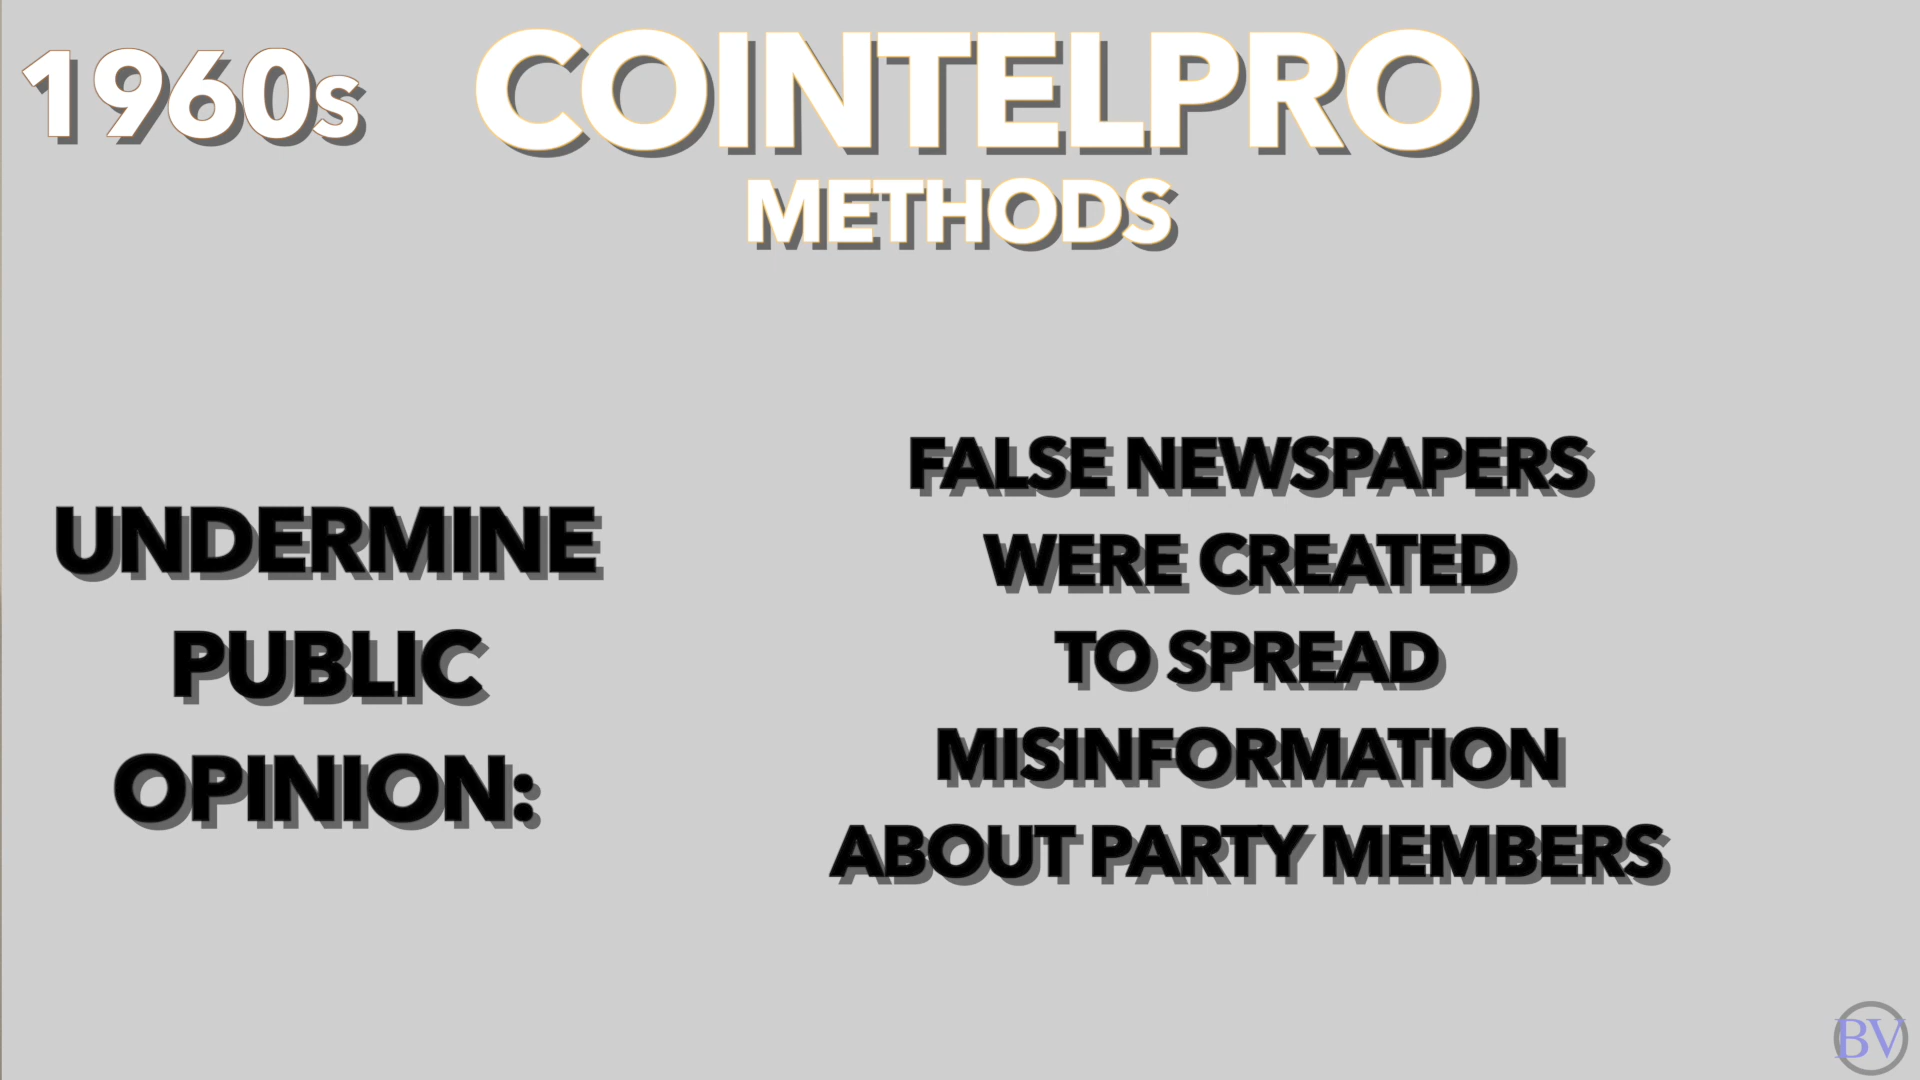 1960s
COINTELPRO
METHODS
UNDERMINE
PUBLIC
OPINION:
FALSE NEWSPAPERS
WERE CREATED
TO SPREAD
MISINFORMATION
ABOUT PARTY MEMBERS
BV